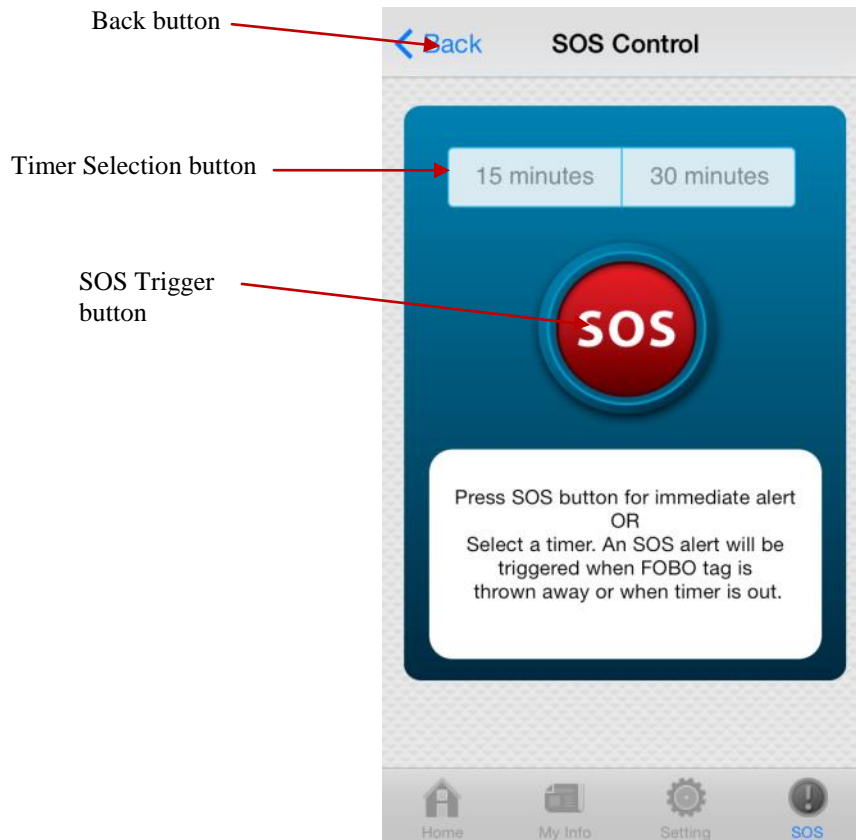 Back button
Back
SOS Control
Timer Selection button
15 minutes
30 minutes
SOS Trigger
button
SOS
Press SOS button for immediate alert
OR
Select a timer. An SOS alert will be
triggered when FOBO tag is
thrown away or when timer is out.
Home
My Info
Setting
SOS